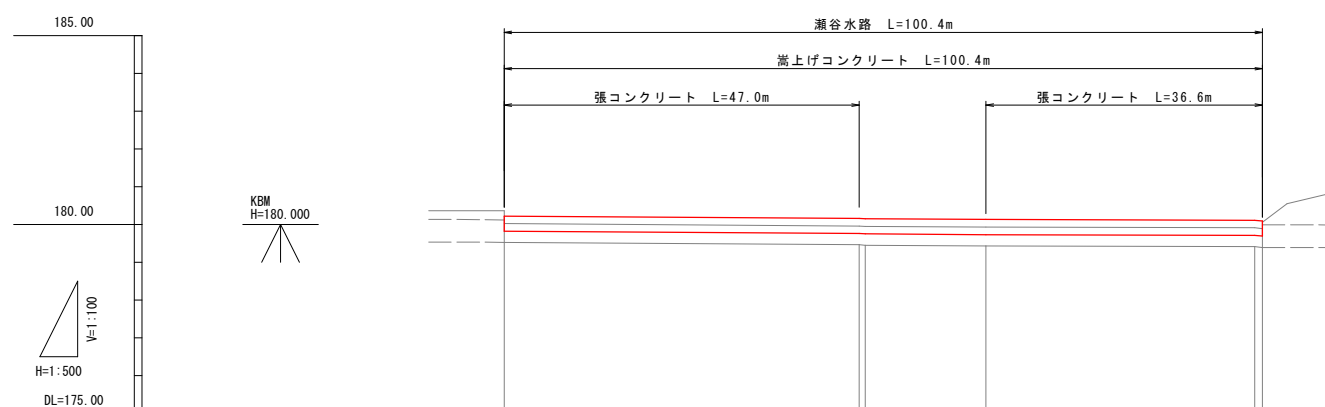 185.00
瀬谷水路 L=100.4m
嵩上げコンクリート L=100.4m
張コンクリート L=47.0m
張コンクリート L=36.6m
180.00
KBM
H=180.000
V=1:100
H=1:500
DL=175.00